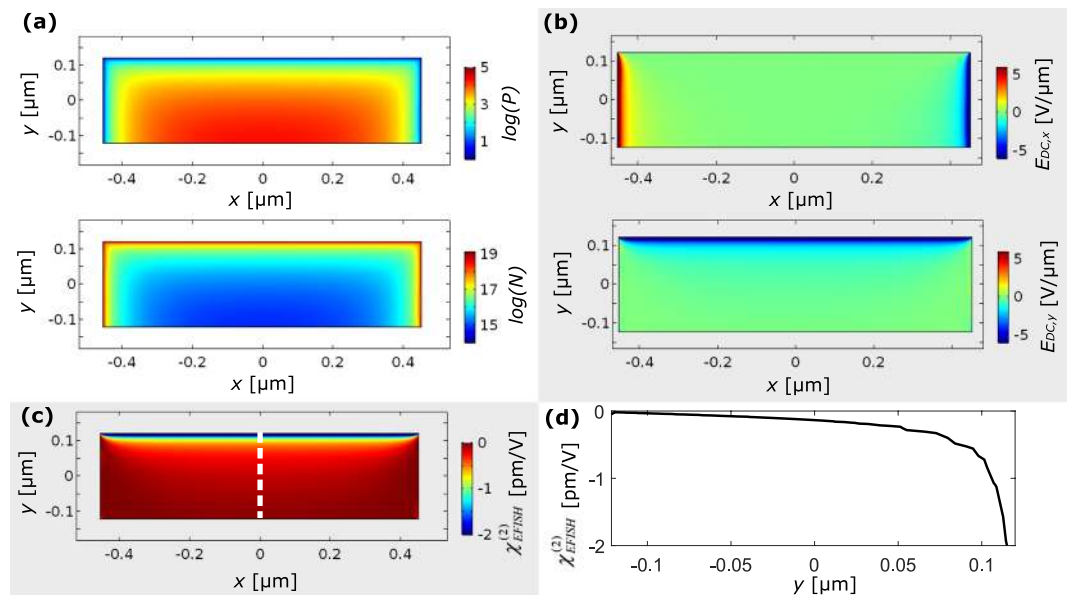 (a)
0.1
0
-0.1
y [μm]
-0.4
-0.2
0
0.2
0.4
x [μm]
5
3
1
log(P)
0.1
0
-0.1
y [μm]
-0.4
-0.2
0
0.2
0.4
x [μm]
19
17
15
log(N)
(b)
0.1
0
-0.1
y [μm]
-0.4
-0.2
0
0.2
x [μm]
5
0
-5
E_DC,x [V/μm]
0.1
0
-0.1
y [μm]
-0.4
-0.2
0
0.2
x [μm]
5
0
-5
E_DC,y [V/μm]
(c)
0.1
0
-0.1
y [μm]
-0.4
-0.2
0
0.2
0.4
x [μm]
0
-1
-2
χ^(2)_EFISH [pm/V]
(d)
0
-1
-2
χ^(2)_EFISH [pm/V]
-0.1
-0.05
0
0.05
0.1
y [μm]